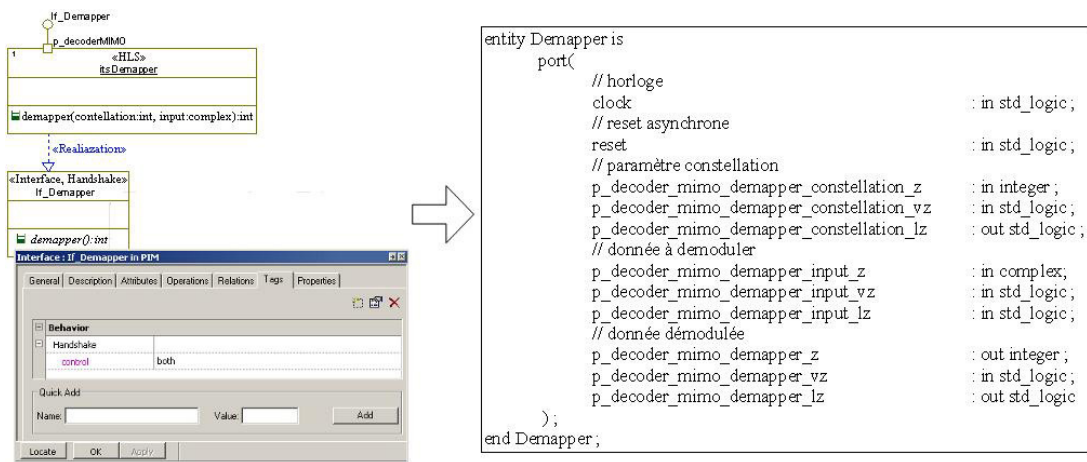 If_Demapper
p_decoderMIMO
1
«HLS»
itsDemapper
demapper(contellation:int, input:complex):int
«Realiazation»
«Interface, Handshake»
If_Demapper
demapper():int
Interface : If_Demapper in PIM
General Description Attributes Operations Relations Tags Properties
Behavior
Handshake
control both
Quick Add
Name: Value: Add
Locate OK Apply
entity Demapper is
port(
// horloge
clock : in std_logic ;
// reset asynchrone
reset : in std_logic ;
// paramètre constellation
p_decoder_mimo_demapper_constellation_z : in integer ;
p_decoder_mimo_demapper_constellation_vz : in std_logic ;
p_decoder_mimo_demapper_constellation_lz : out std_logic ;
// donnée à demoduler
p_decoder_mimo_demapper_input_z : in complex;
p_decoder_mimo_demapper_input_vz : in std_logic ;
p_decoder_mimo_demapper_input_lz : in std_logic ;
// donnée démodulée
p_decoder_mimo_demapper_z : out integer ;
p_decoder_mimo_demapper_vz : in std_logic ;
p_decoder_mimo_demapper_lz : out std_logic
) ;
end Demapper ;